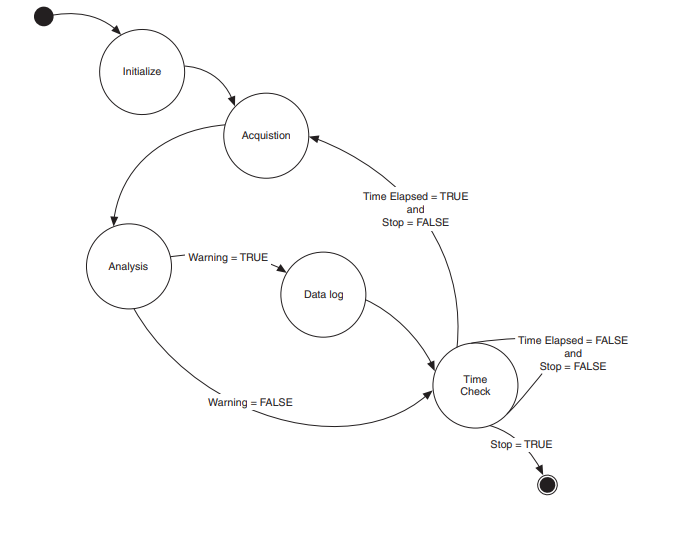 Initialize
Acquistion
Time Elapsed = TRUE
and
Stop = FALSE
Analysis
Warning = TRUE
Data log
Time Elapsed = FALSE
and
Stop = FALSE
Time
Check
Warning = FALSE
Stop = TRUE